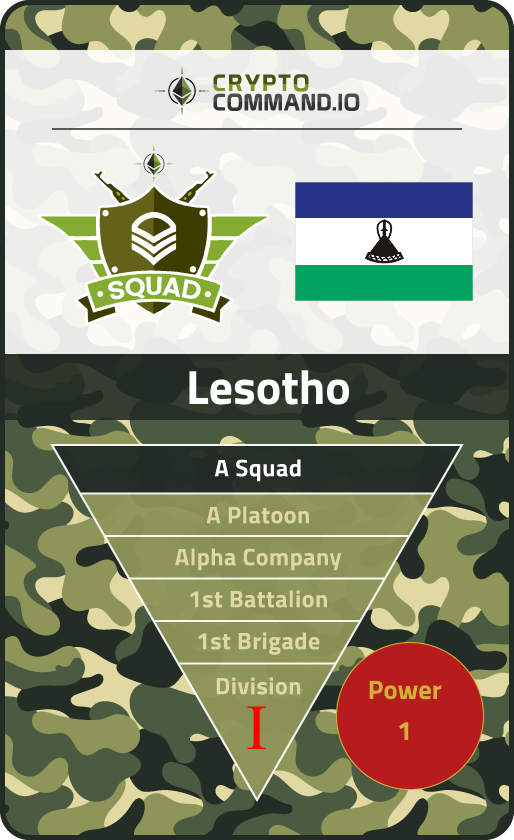 CRYPTO
COMMAND.IO
SQUAD
Lesotho
A Squad
A Platoon
Alpha Company
1st Battalion
1st Brigade
Division
I
Power
1